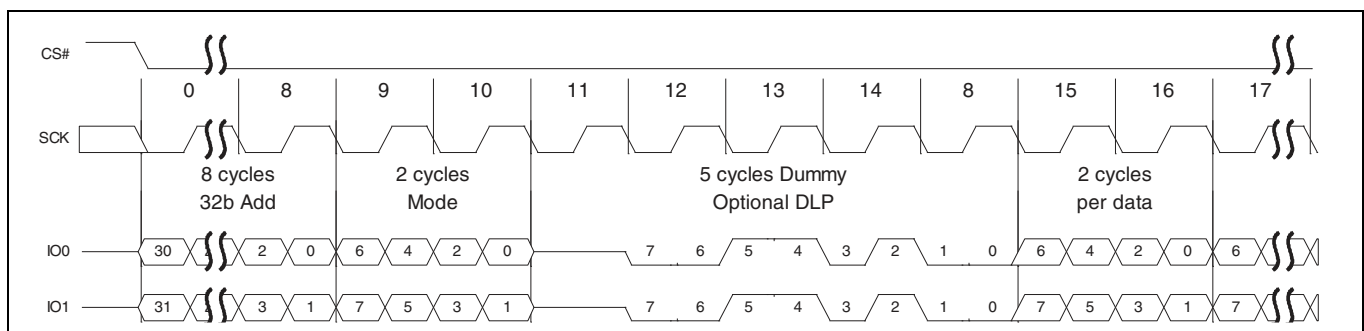 CS#
0 8 9 10 11 12 13 14 8 15 16 17
SCK
8 cycles 2 cycles 5 cycles Dummy 2 cycles
32b Add Mode Optional DLP per data
IO0 30 2 0 6 4 2 0 7 6 5 4 3 2 1 0 6 4 2 0 6
IO1 31 3 1 7 5 3 1 7 6 5 4 3 2 1 0 7 5 3 1 7